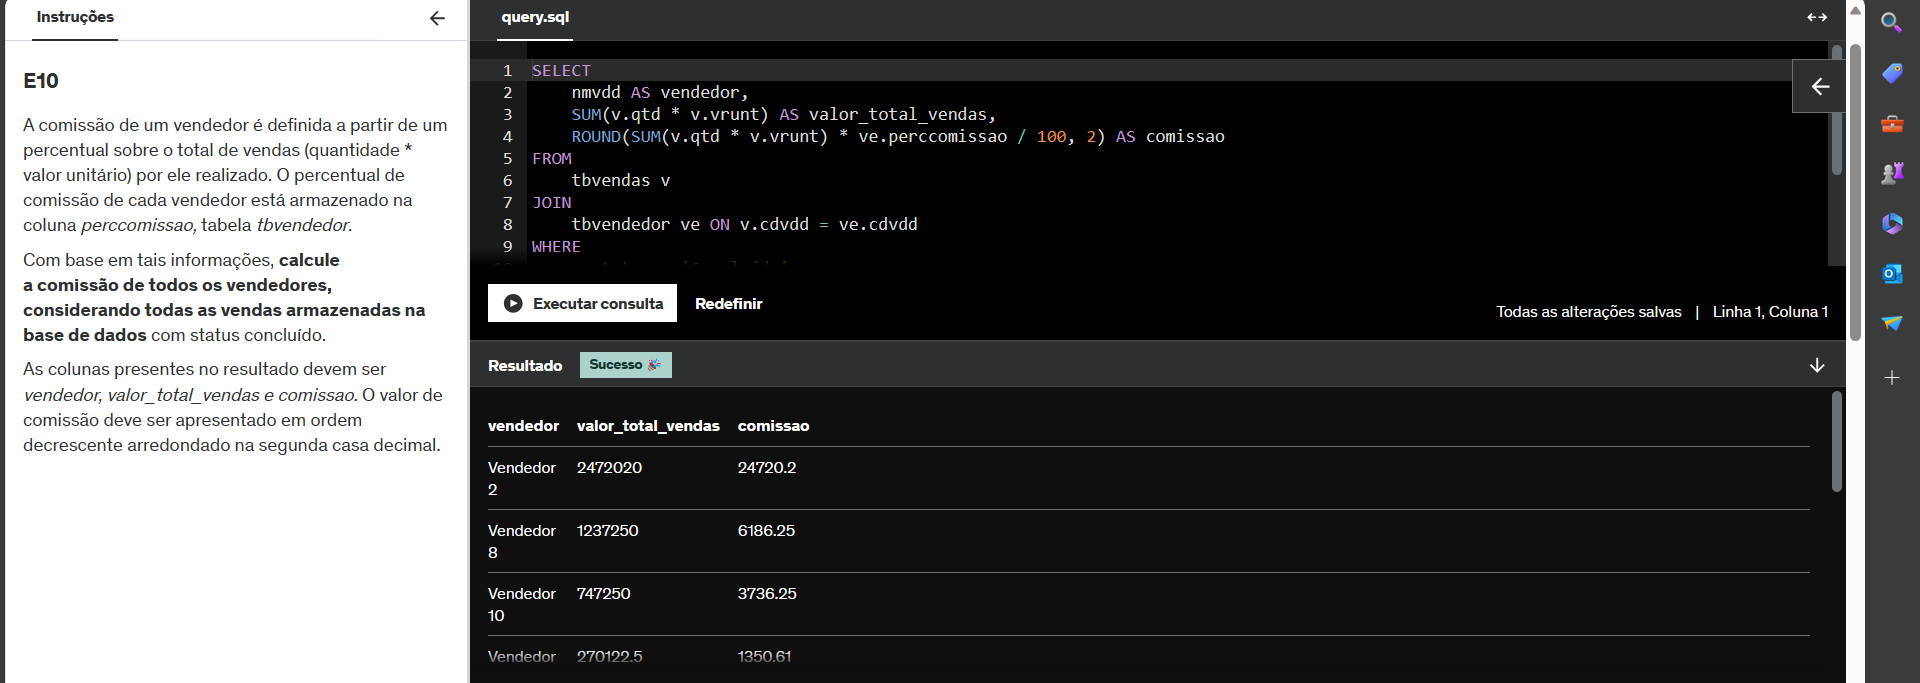 Instruções
E10
A comissão de um vendedor é definida a partir de um
percentual sobre o total de vendas (quantidade *
valor unitário) por ele realizado. O percentual de
comissão de cada vendedor está armazenado na
coluna perccomissao, tabela tbvendedor.
Com base em tais informações, calcule
a comissão de todos os vendedores,
considerando todas as vendas armazenadas na
base de dados com status concluído.
As colunas presentes no resultado devem ser
vendedor, valor_total_vendas e comissao. O valor de
comissão deve ser apresentado em ordem
decrescente arredondado na segunda casa decimal.
query.sql
1 SELECT
2 nmvdd AS vendedor,
3 SUM(v.qtd * v.vrunt) AS valor_total_vendas,
4 ROUND(SUM(v.qtd * v.vrunt) * ve.perccomissao / 100, 2) AS comissao
5 FROM
6 tbvendas v
7 JOIN
8 tbvendedor ve ON v.cdvdd = ve.cdvdd
9 WHERE
Executar consulta Redefinir
Todas as alterações salvas | Linha 1, Coluna 1
Resultado Sucesso 🎉
vendedor valor_total_vendas comissao
Vendedor 2472020 24720.2
2
Vendedor 1237250 6186.25
8
Vendedor 747250 3736.25
10
Vendedor 270122.5 1350.61